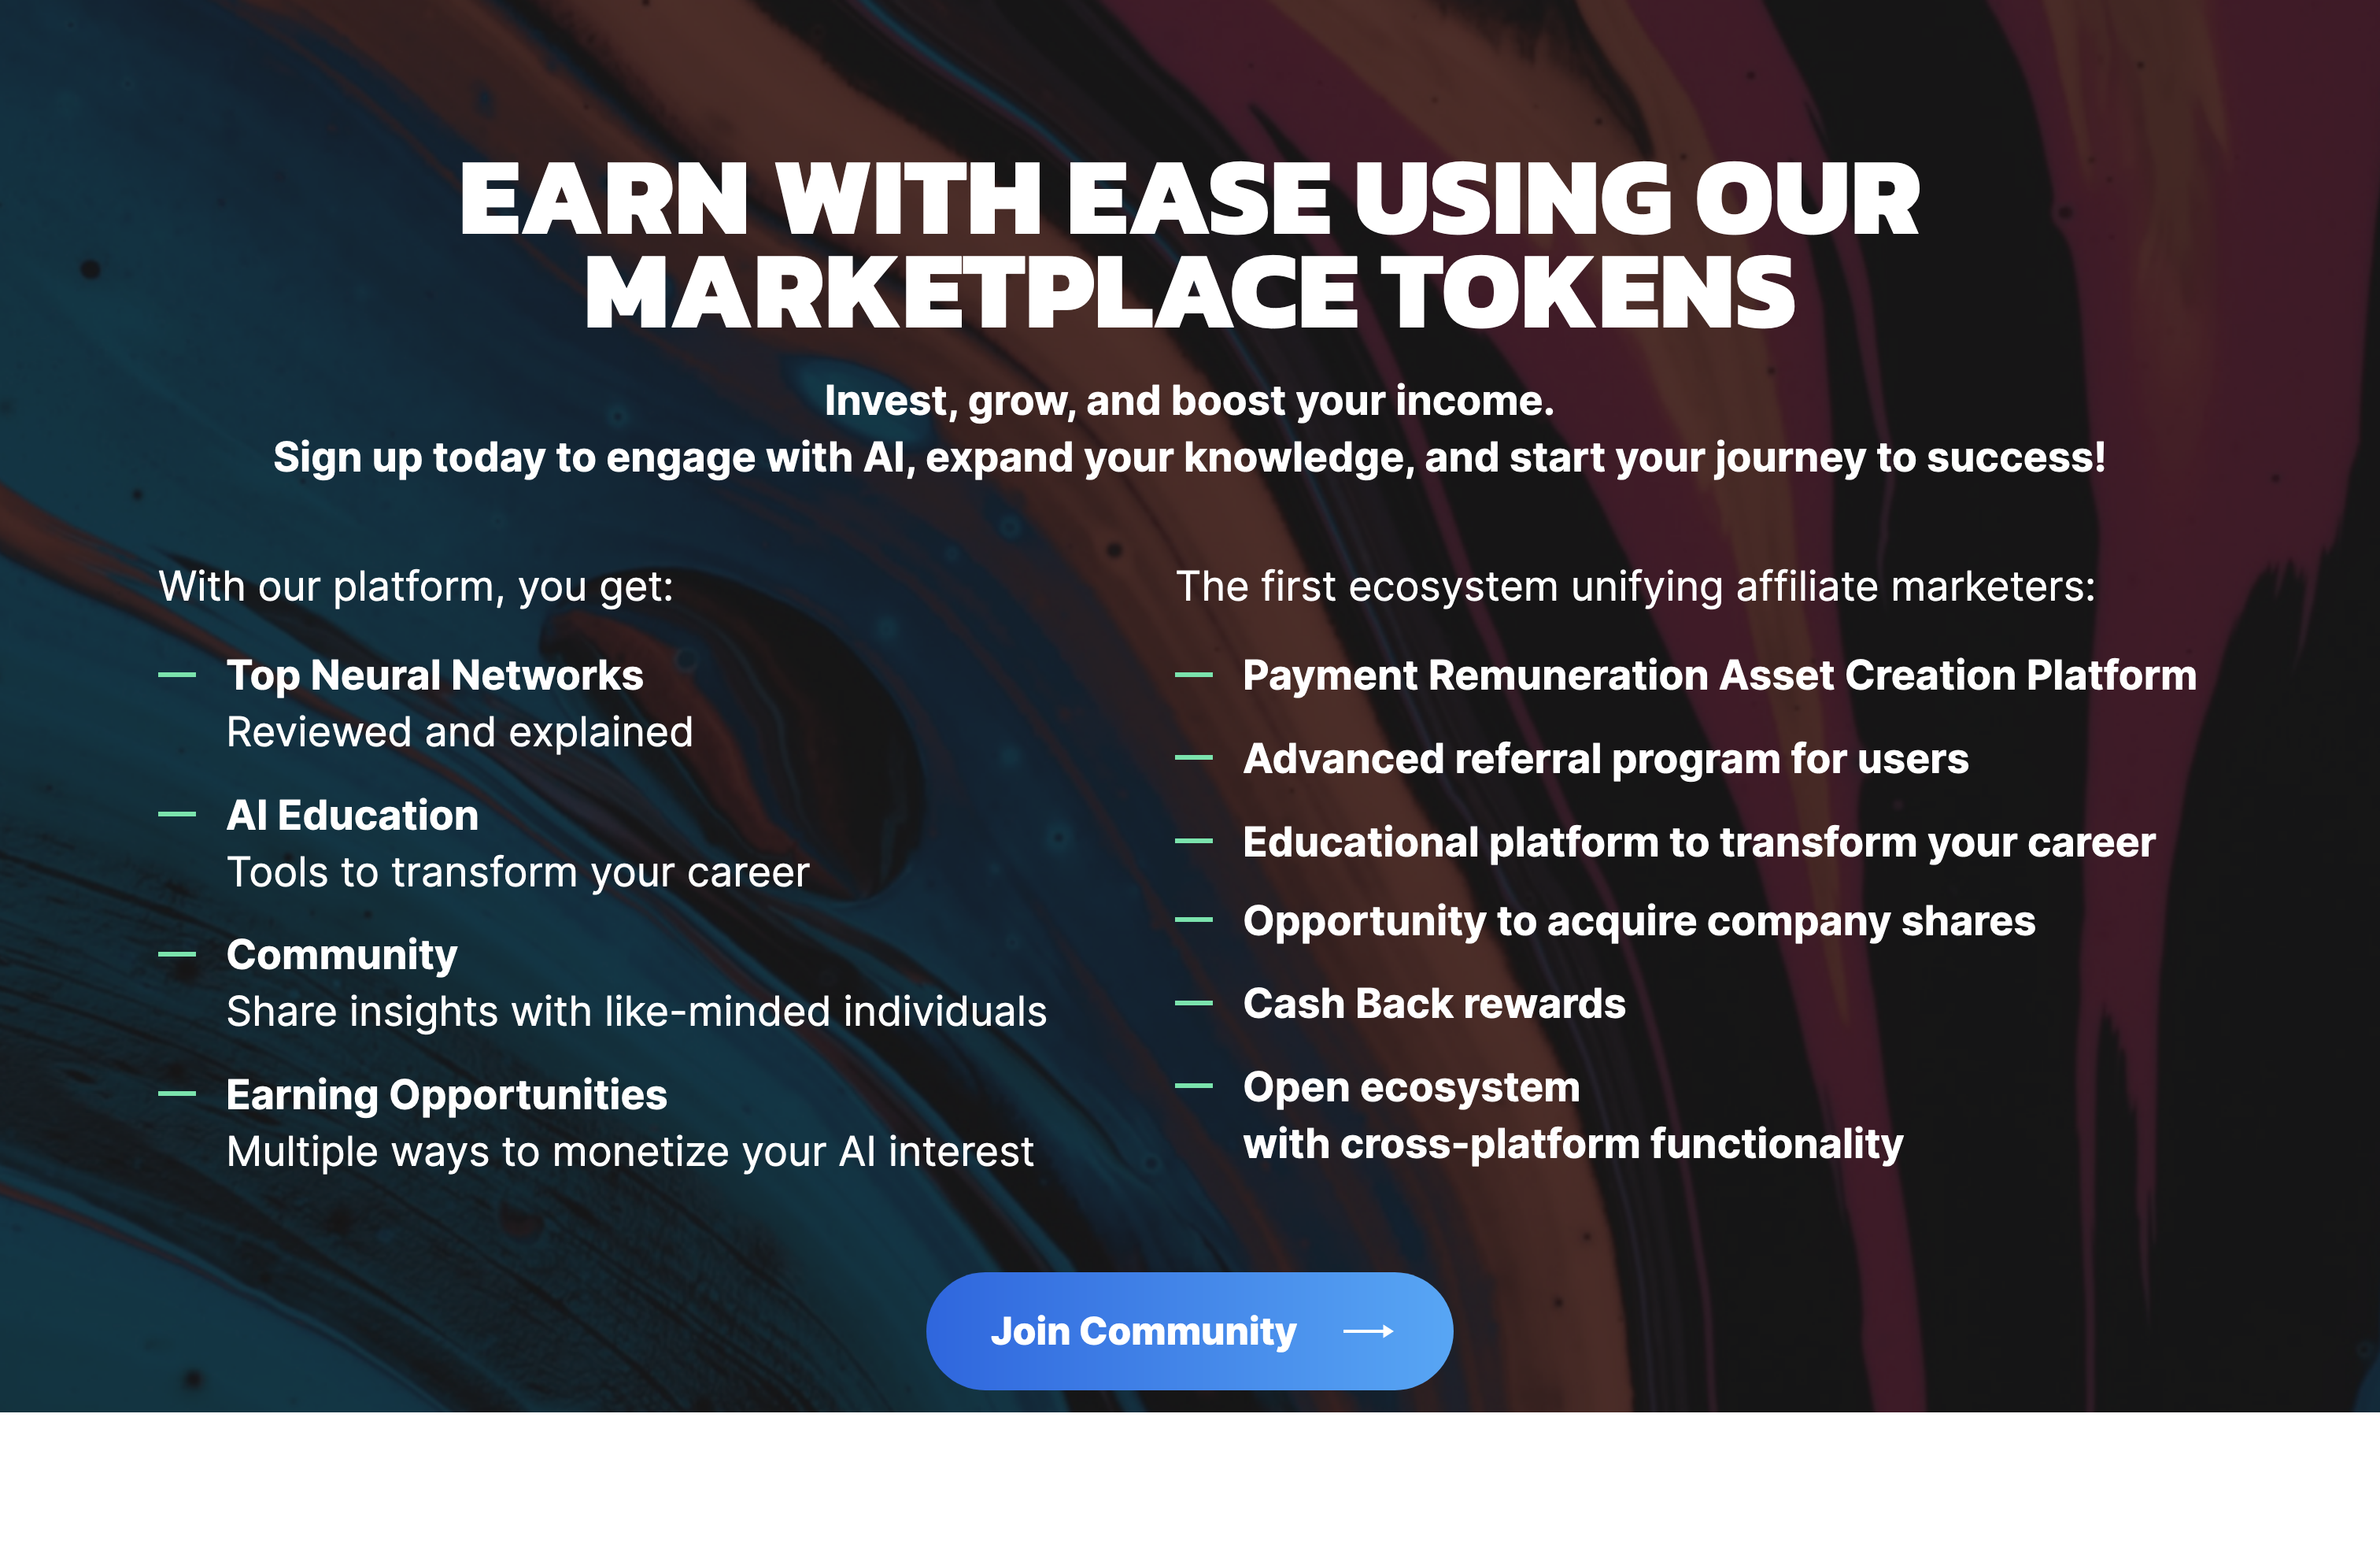 EARN WITH EASE USING OUR
MARKETPLACE TOKENS
Invest, grow, and boost your income.
Sign up today to engage with AI, expand your knowledge, and start your journey to success!
With our platform, you get:
Top Neural Networks
Reviewed and explained
AI Education
Tools to transform your career
Community
Share insights with like-minded individuals
Earning Opportunities
Multiple ways to monetize your AI interest
The first ecosystem unifying affiliate marketers:
Payment Remuneration Asset Creation Platform
Advanced referral program for users
Educational platform to transform your career
Opportunity to acquire company shares
Cash Back rewards
Open ecosystem
with cross-platform functionality
Join Community